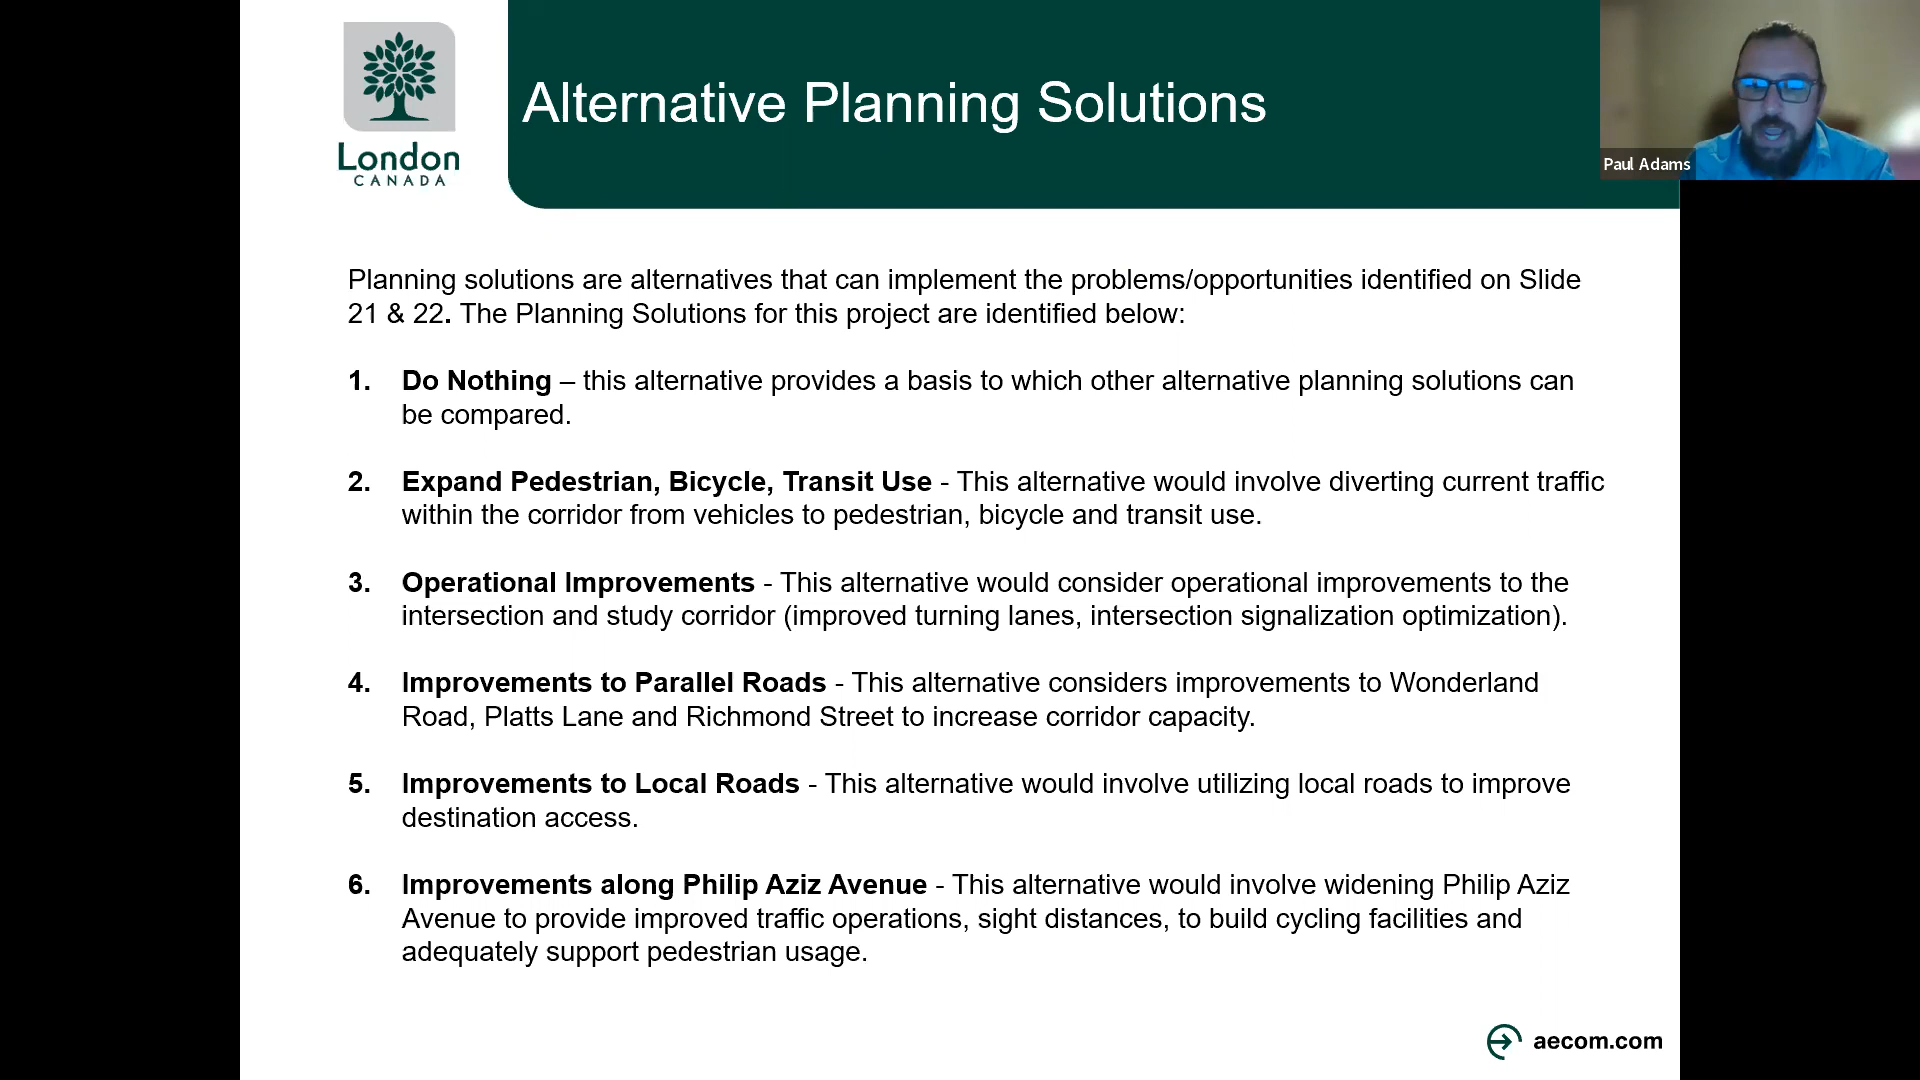 London
CANADA
Alternative Planning Solutions
Paul Adams
Planning solutions are alternatives that can implement the problems/opportunities identified on Slide
21 & 22. The Planning Solutions for this project are identified below:
1. Do Nothing – this alternative provides a basis to which other alternative planning solutions can
be compared.
2. Expand Pedestrian, Bicycle, Transit Use - This alternative would involve diverting current traffic
within the corridor from vehicles to pedestrian, bicycle and transit use.
3. Operational Improvements - This alternative would consider operational improvements to the
intersection and study corridor (improved turning lanes, intersection signalization optimization).
4. Improvements to Parallel Roads - This alternative considers improvements to Wonderland
Road, Platts Lane and Richmond Street to increase corridor capacity.
5. Improvements to Local Roads - This alternative would involve utilizing local roads to improve
destination access.
6. Improvements along Philip Aziz Avenue - This alternative would involve widening Philip Aziz
Avenue to provide improved traffic operations, sight distances, to build cycling facilities and
adequately support pedestrian usage.
aecom.com